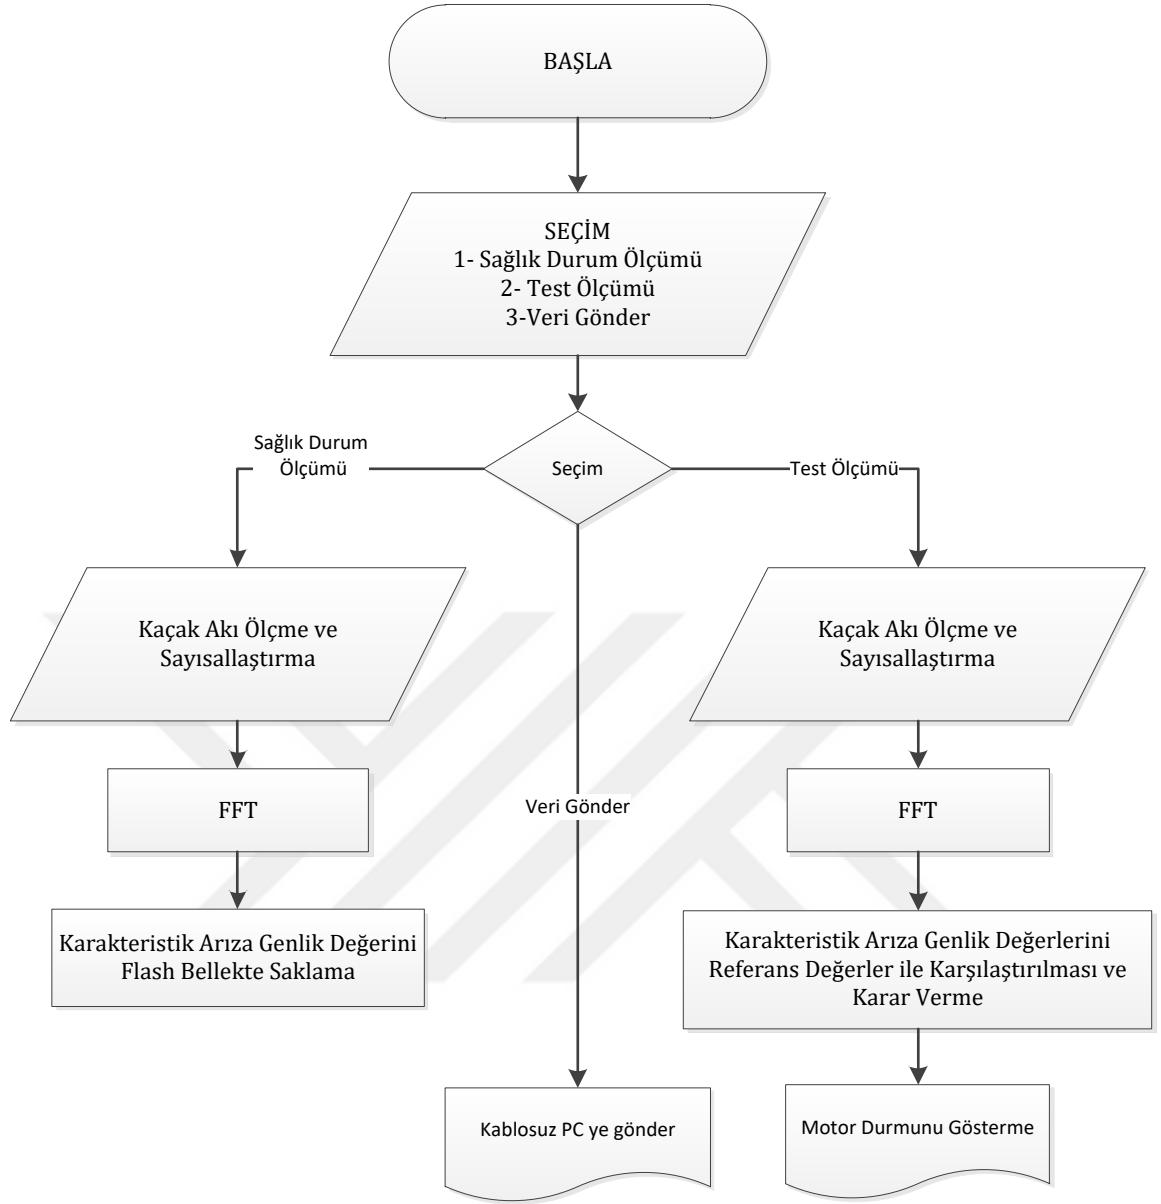 BAŞLA
SEÇİM
1- Sağlık Durum Ölçümü
2- Test Ölçümü
3-Veri Gönder
Sağlık Durum
Ölçümü
Seçim
Test Ölçümü
Kaçak Akı Ölçme ve
Sayısallaştırma
Kaçak Akı Ölçme ve
Sayısallaştırma
FFT
Veri Gönder
FFT
Karakteristik Arıza Genlik Değerini
Flash Bellekte Saklama
Karakteristik Arıza Genlik Değerlerini
Referans Değerler ile Karşılaştırılması ve
Karar Verme
Kablosuz PC ye gönder
Motor Durmunu Gösterme